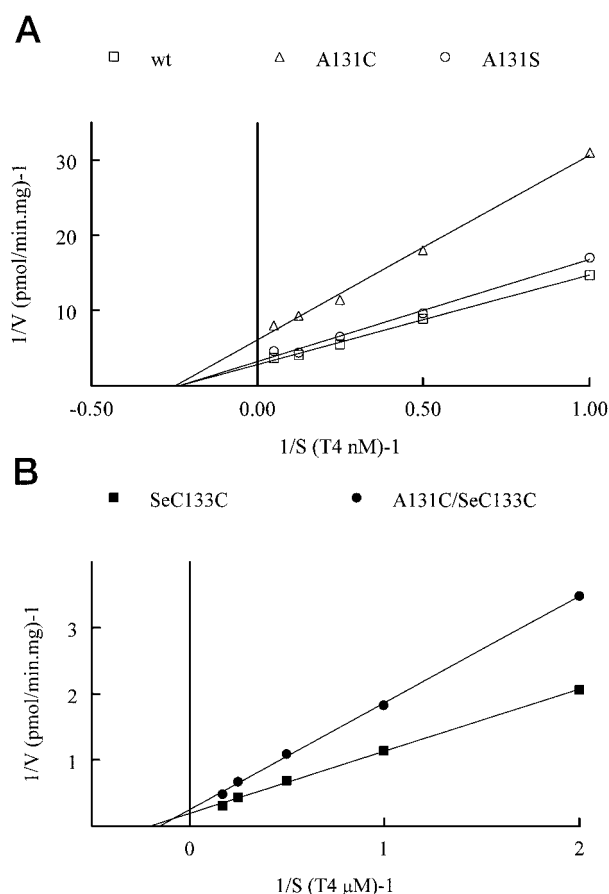 A
wt A131C A131S
1/V (pmol/min.mg)-1
30
20
10
-0.50 0.00 0.50 1.00
1/S (T4 nM)-1
B
SeC133C A131C/SeC133C
1/V (pmol/min.mg)-1
3
2
1
0 1 2
1/S (T4 μM)-1